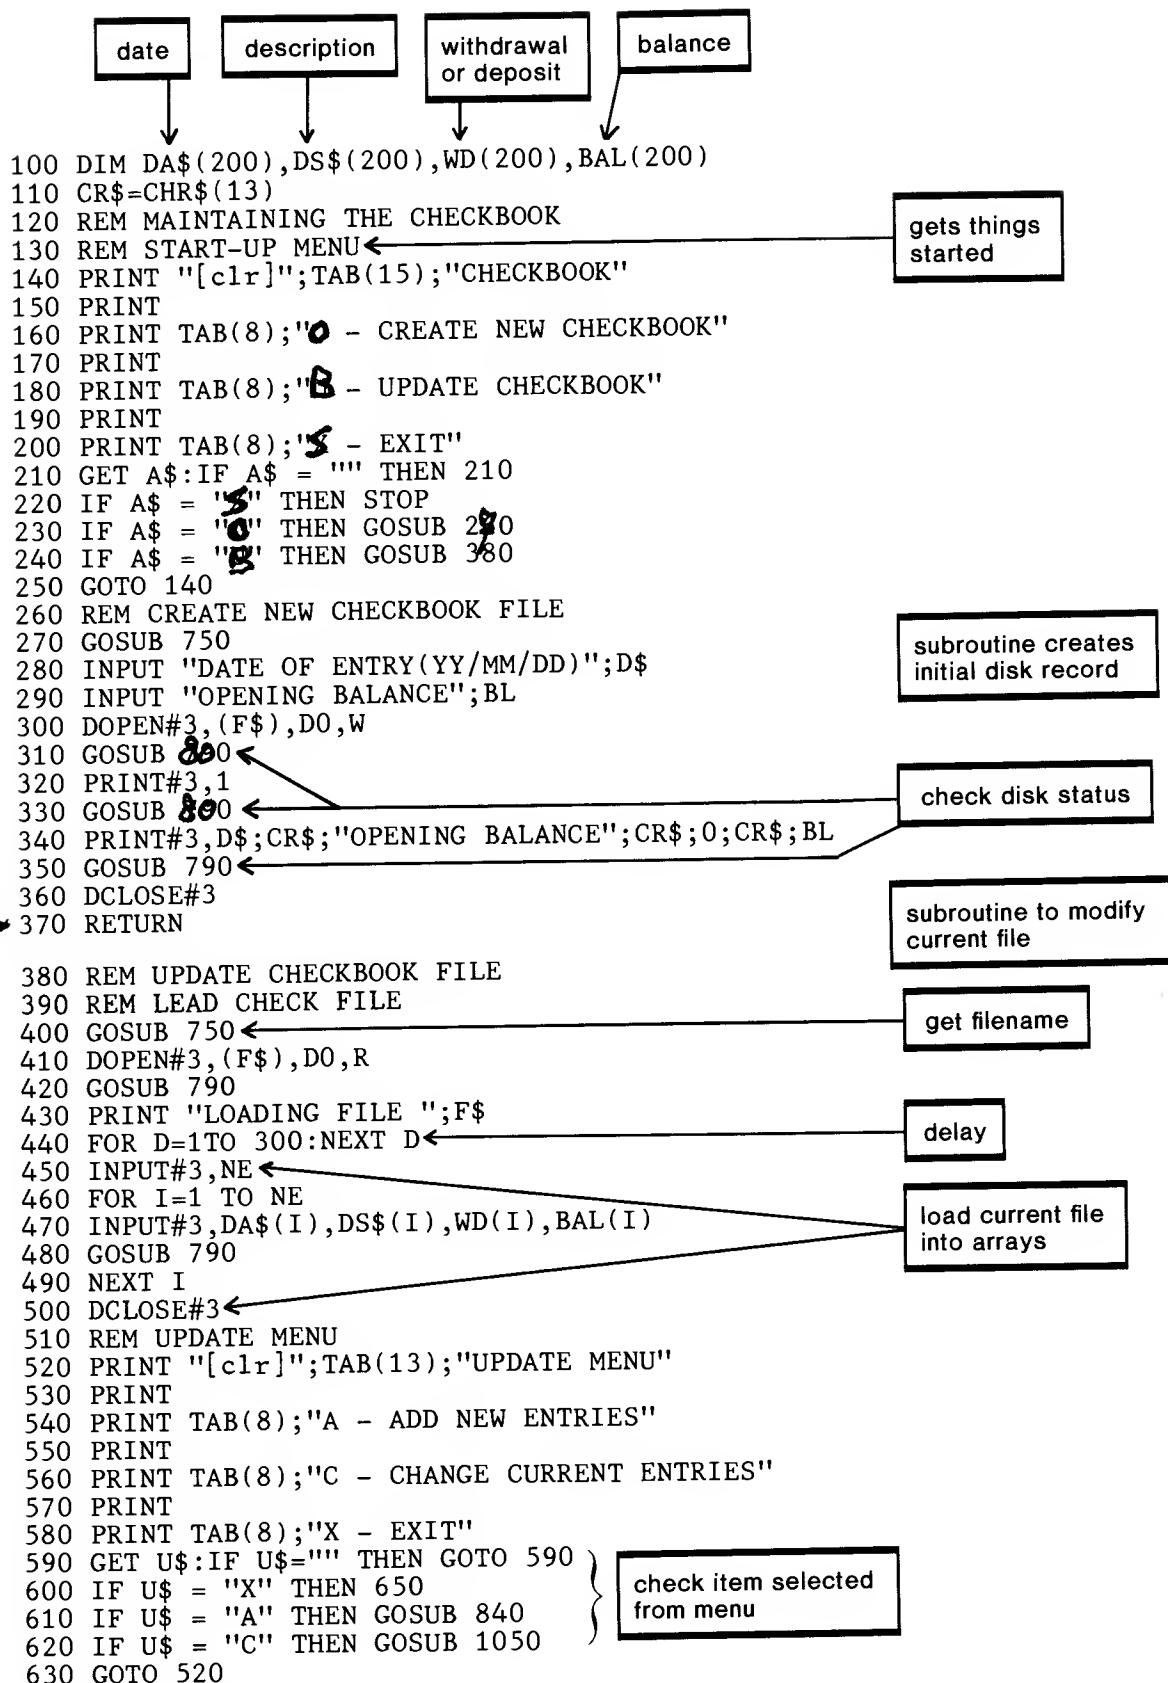 date
description
withdrawal
or deposit
balance
100 DIM DA$(200),DS$(200),WD(200),BAL(200)
110 CR$=CHR$(13)
120 REM MAINTAINING THE CHECKBOOK
130 REM START-UP MENU
gets things
started
140 PRINT "[clr]";TAB(15);"CHECKBOOK"
150 PRINT
160 PRINT TAB(8);"O - CREATE NEW CHECKBOOK"
170 PRINT
180 PRINT TAB(8);"B - UPDATE CHECKBOOK"
190 PRINT
200 PRINT TAB(8);"S - EXIT"
210 GET A$:IF A$ = "" THEN 210
220 IF A$ = "S" THEN STOP
230 IF A$ = "O" THEN GOSUB
240 IF A$ = "B" THEN GOSUB 380
250 GOTO 140
260 REM CREATE NEW CHECKBOOK FILE
270 GOSUB 750
subroutine creates
initial disk record
280 INPUT "DATE OF ENTRY(YY/MM/DD)";D$
290 INPUT "OPENING BALANCE";BL
300 DOPEN#3,(F$),DO,W
310 GOSUB 800
320 PRINT#3,1
check disk status
330 GOSUB 800
340 PRINT#3,D$;CR$;"OPENING BALANCE";CR$;0;CR$;BL
350 GOSUB 790
360 DCLOSE#3
370 RETURN
subroutine to modify
current file
380 REM UPDATE CHECKBOOK FILE
390 REM LEAD CHECK FILE
400 GOSUB 750
get filename
410 DOPEN#3,(F$),DO,R
420 GOSUB 790
430 PRINT "LOADING FILE ";F$
440 FOR D=1TO 300:NEXT D
delay
450 INPUT#3,NE
460 FOR I=1 TO NE
470 INPUT#3,DA$(I),DS$(I),WD(I),BAL(I)
load current file
into arrays
480 GOSUB 790
490 NEXT I
500 DCLOSE#3
510 REM UPDATE MENU
520 PRINT "[clr]";TAB(13);"UPDATE MENU"
530 PRINT
540 PRINT TAB(8);"A - ADD NEW ENTRIES"
550 PRINT
560 PRINT TAB(8);"C - CHANGE CURRENT ENTRIES"
570 PRINT
580 PRINT TAB(8);"X - EXIT"
590 GET U$:IF U$="" THEN GOTO 590
600 IF U$ = "X" THEN 650
610 IF U$ = "A" THEN GOSUB 840
620 IF U$ = "C" THEN GOSUB 1050
check item selected
from menu
630 GOTO 520